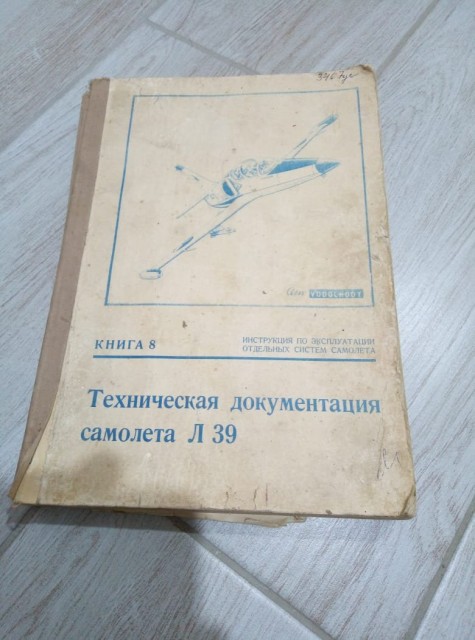 КНИГА 8
ИНСТРУКЦИЯ ПО ЭКСПЛУАТАЦИИ
ОТДЕЛЬНЫХ СИСТЕМ САМОЛЕТА
Техническая документация
самолета Л 39